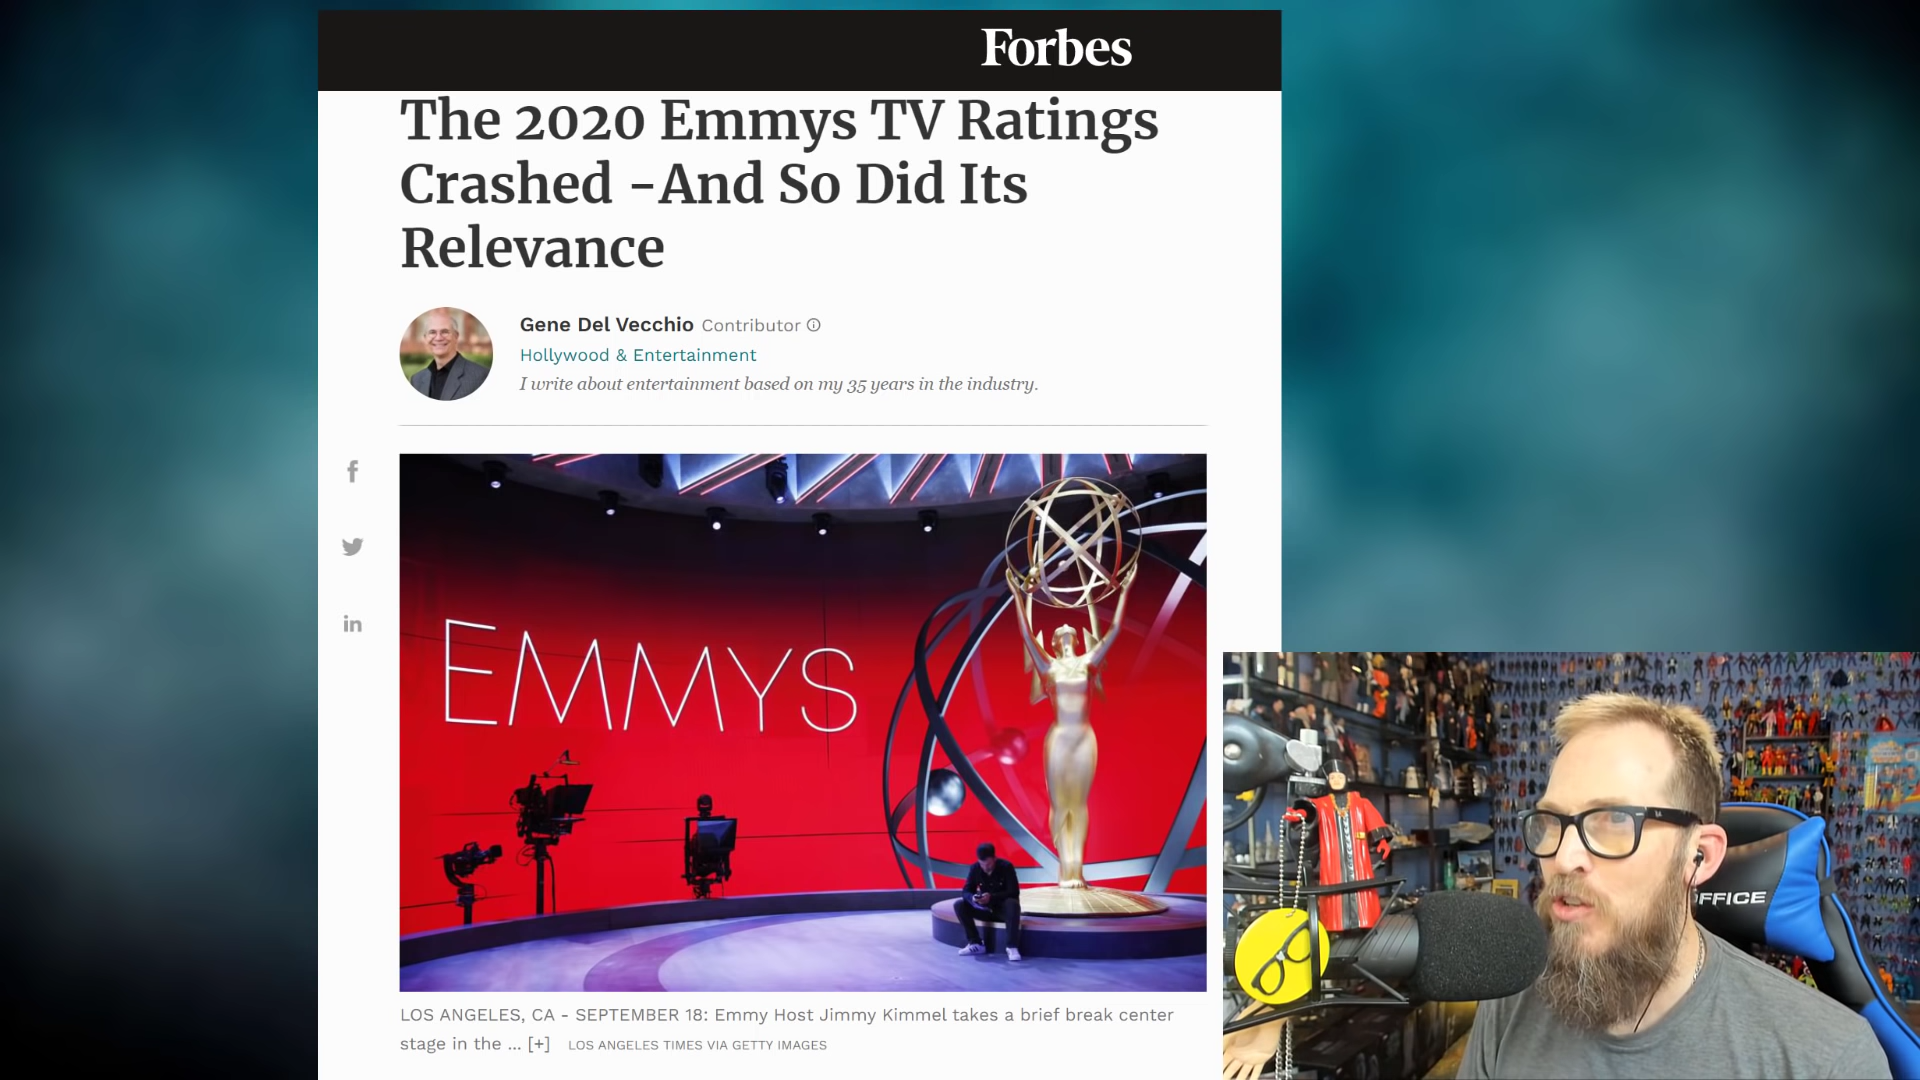 Forbes
The 2020 Emmys TV Ratings
Crashed -And So Did Its
Relevance
Gene Del Vecchio Contributor
Hollywood & Entertainment
I write about entertainment based on my 35 years in the industry.
EMMYS
LOS ANGELES, CA - SEPTEMBER 18: Emmy Host Jimmy Kimmel takes a brief break center
stage in the ... [+] LOS ANGELES TIMES VIA GETTY IMAGES
OFFICE